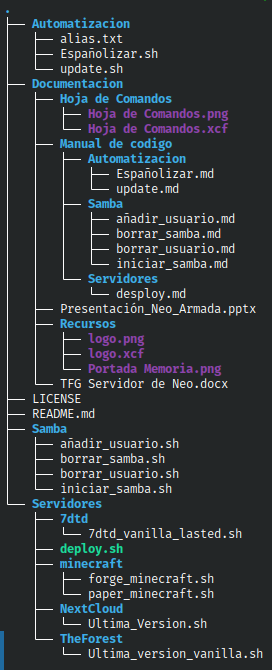 .
├── Automatizacion
│   ├── alias.txt
│   ├── Españolizar.sh
│   └── update.sh
├── Documentacion
│   ├── Hoja de Comandos
│   │   ├── Hoja de Comandos.png
│   │   └── Hoja de Comandos.xcf
│   ├── Manual de codigo
│   │   ├── Automatizacion
│   │   │   ├── Españolizar.md
│   │   │   └── update.md
│   │   ├── Samba
│   │   │   ├── añadir_usuario.md
│   │   │   ├── borrar_samba.md
│   │   │   ├── borrar_usuario.md
│   │   │   └── iniciar_samba.md
│   │   └── Servidores
│   │       └── desploy.md
│   ├── Presentación_Neo_Armada.pptx
│   ├── Recursos
│   │   ├── logo.png
│   │   ├── logo.xcf
│   │   └── Portada Memoria.png
│   └── TFG Servidor de Neo.docx
├── LICENSE
├── README.md
├── Samba
│   ├── añadir_usuario.sh
│   ├── borrar_samba.sh
│   ├── borrar_usuario.sh
│   └── iniciar_samba.sh
└── Servidores
    ├── 7dtd
    │   └── 7dtd_vanilla_lasted.sh
    ├── deploy.sh
    ├── minecraft
    │   ├── forge_minecraft.sh
    │   └── paper_minecraft.sh
    ├── NextCloud
    │   └── Ultima_Version.sh
    └── TheForest
        └── Ultima_version_vanilla.sh